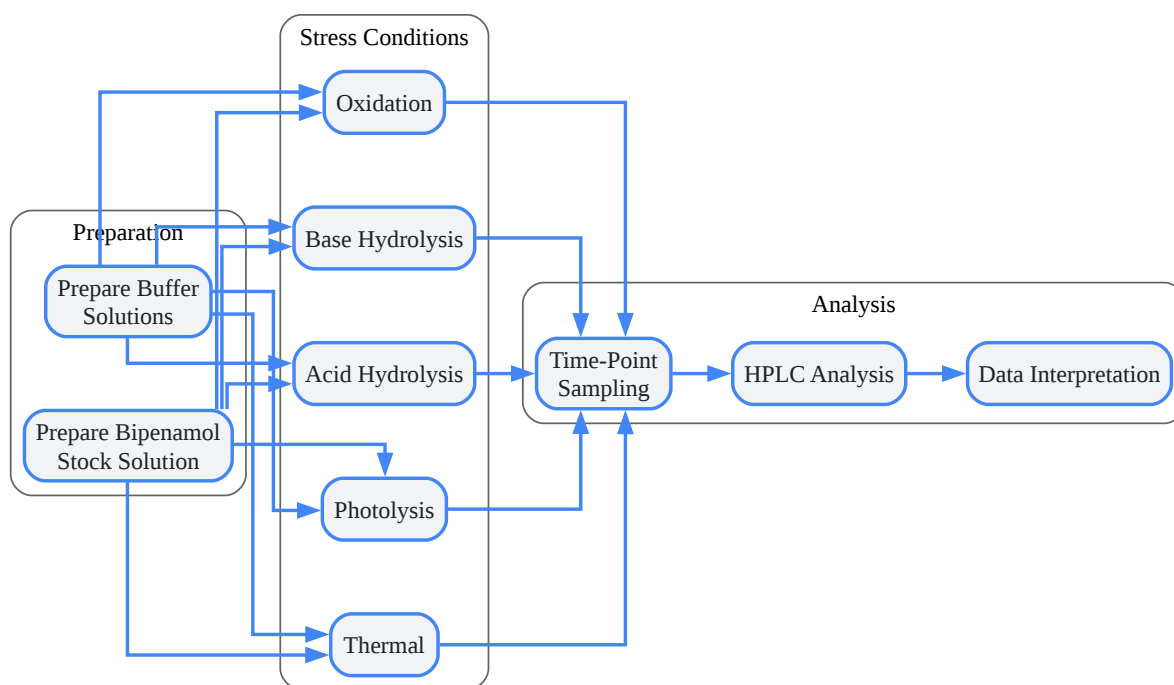 Stress Conditions
Oxidation
Preparation
Base Hydrolysis
Prepare Buffer
Solutions
Analysis
Acid Hydrolysis
Time-Point
Sampling
HPLC Analysis
Data Interpretation
Prepare Bipenamol
Stock Solution
Photolysis
Thermal